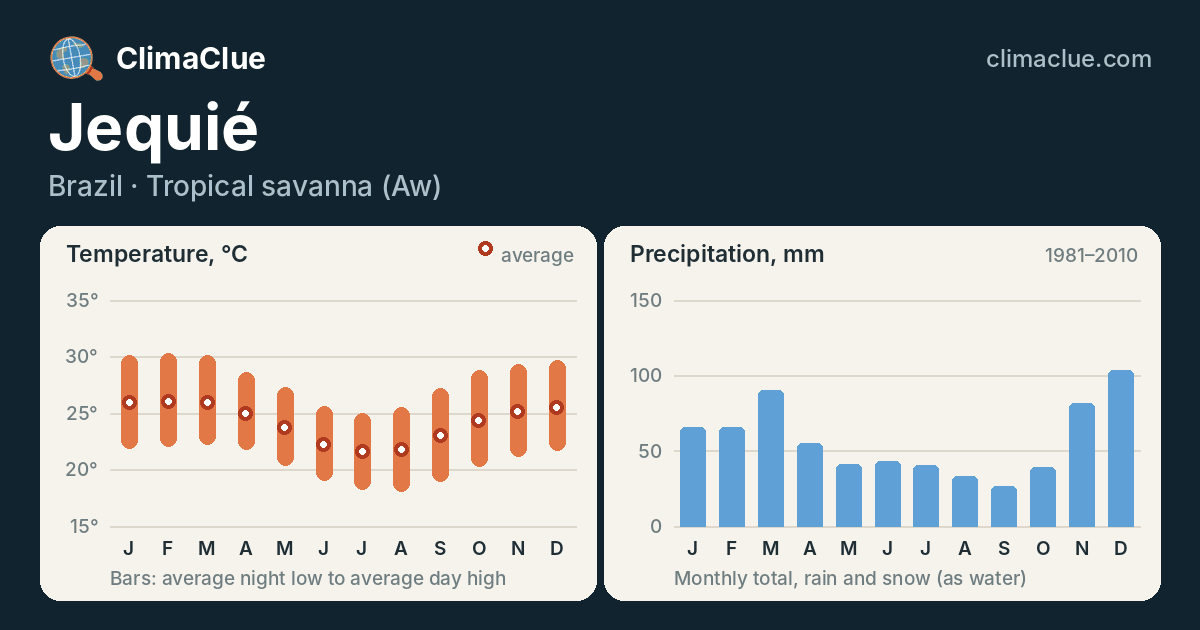 ClimaClue
climaclue.com
Jequié
Brazil · Tropical savanna (Aw)
Temperature, °C
average
35°
30°
25°
20°
15°
J F M A M J J A S O N D
Bars: average night low to average day high
Precipitation, mm
1981–2010
150
100
50
0
J F M A M J J A S O N D
Monthly total, rain and snow (as water)